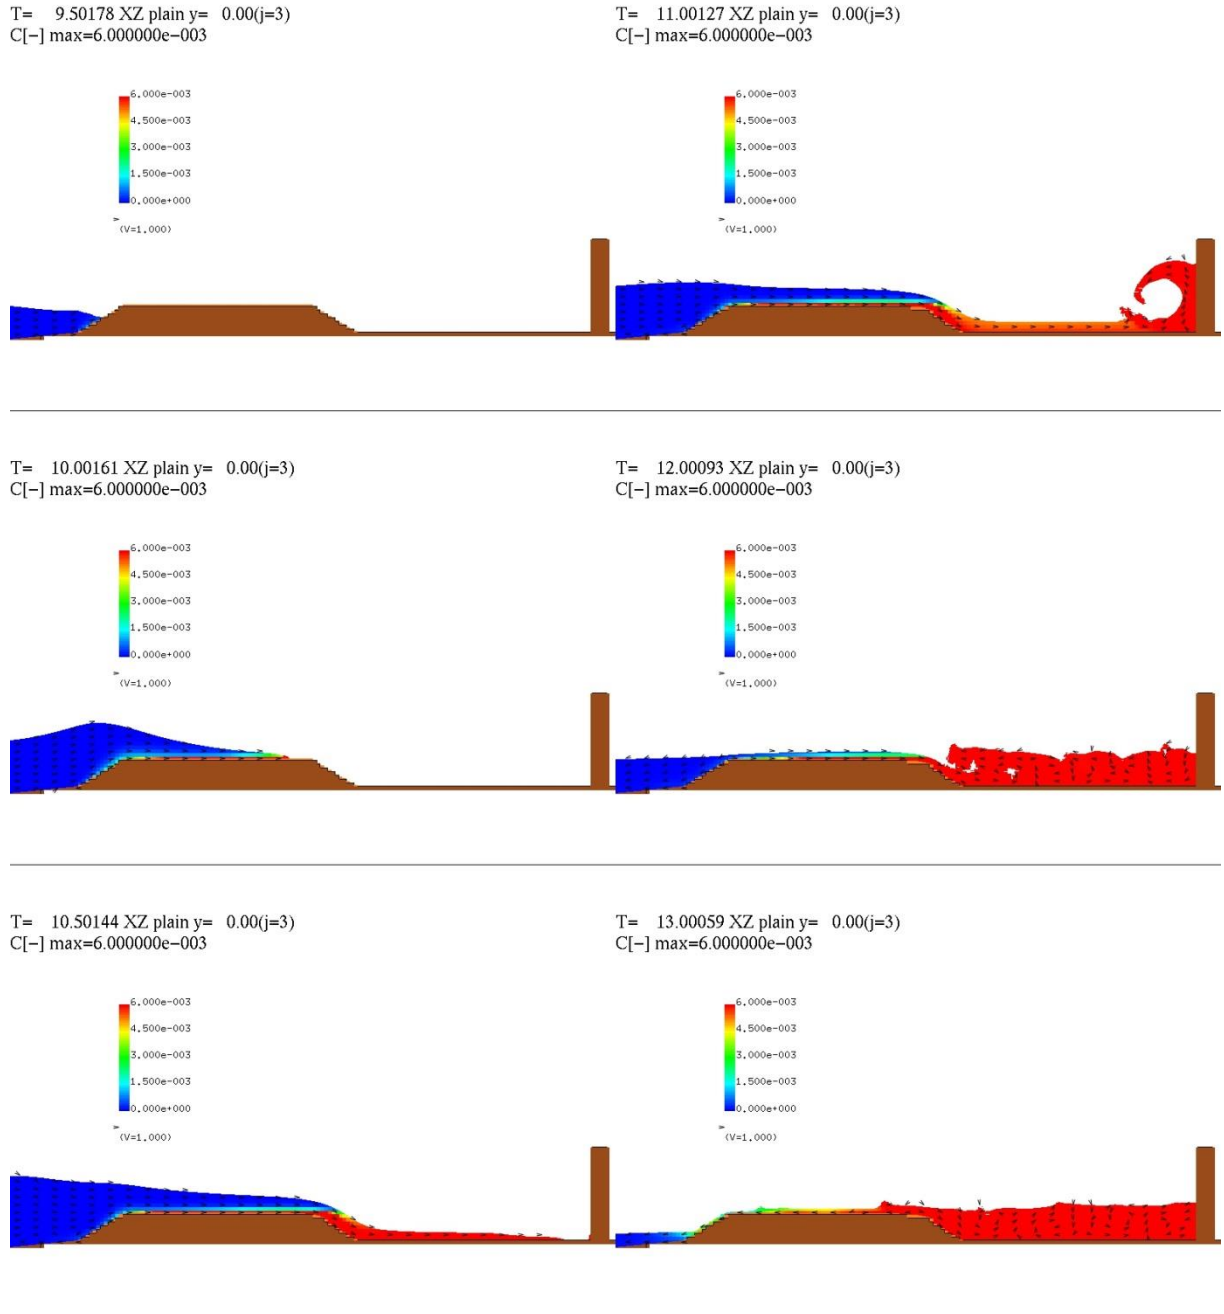 T= 9.50178 XZ plain y= 0.00(j=3)
C[−] max=6.000000e−003
6.000e-003
4.500e-003
3.000e-003
1.500e-003
0.000e+000
(V=1.000)
T= 10.00161 XZ plain y= 0.00(j=3)
C[−] max=6.000000e−003
6.000e-003
4.500e-003
3.000e-003
1.500e-003
0.000e+000
(V=1.000)
T= 10.50144 XZ plain y= 0.00(j=3)
C[−] max=6.000000e−003
6.000e-003
4.500e-003
3.000e-003
1.500e-003
0.000e+000
(V=1.000)
T= 11.00127 XZ plain y= 0.00(j=3)
C[−] max=6.000000e−003
6.000e-003
4.500e-003
3.000e-003
1.500e-003
0.000e+000
(V=1.000)
T= 12.00093 XZ plain y= 0.00(j=3)
C[−] max=6.000000e−003
6.000e-003
4.500e-003
3.000e-003
1.500e-003
0.000e+000
(V=1.000)
T= 13.00059 XZ plain y= 0.00(j=3)
C[−] max=6.000000e−003
6.000e-003
4.500e-003
3.000e-003
1.500e-003
0.000e+000
(V=1.000)